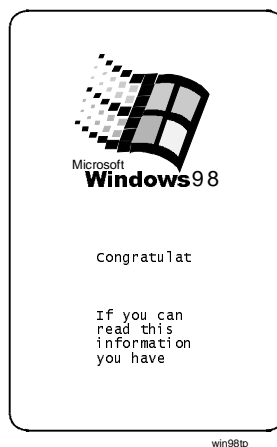 Microsoft
Windows98
Congratulat
If you can
read this
information
you have
win98tp